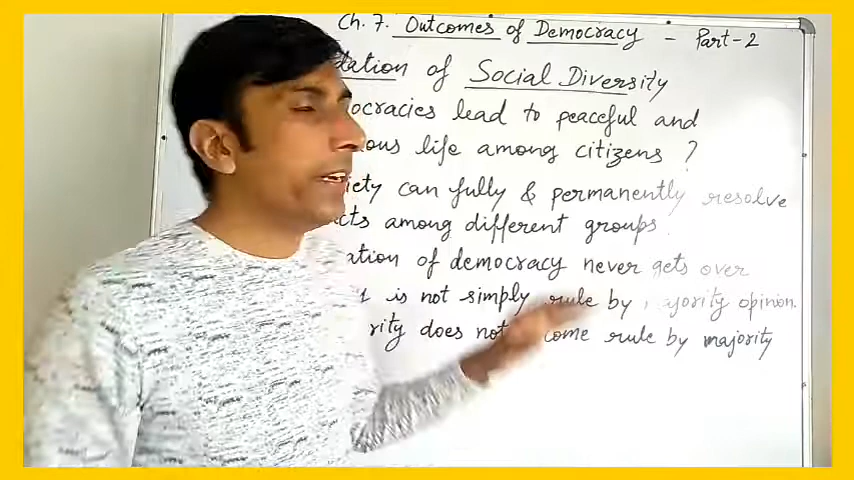 Ch. 7. Outcomes of Democracy - Part-2
dation of Social Diversity
ocracies lead to peaceful and
ous life among citizens ?
iety can fully & permanently resolve
cts among different groups.
ation of democracy never gets over
is not simply rule by majority opinion.
rity does not come rule by majority